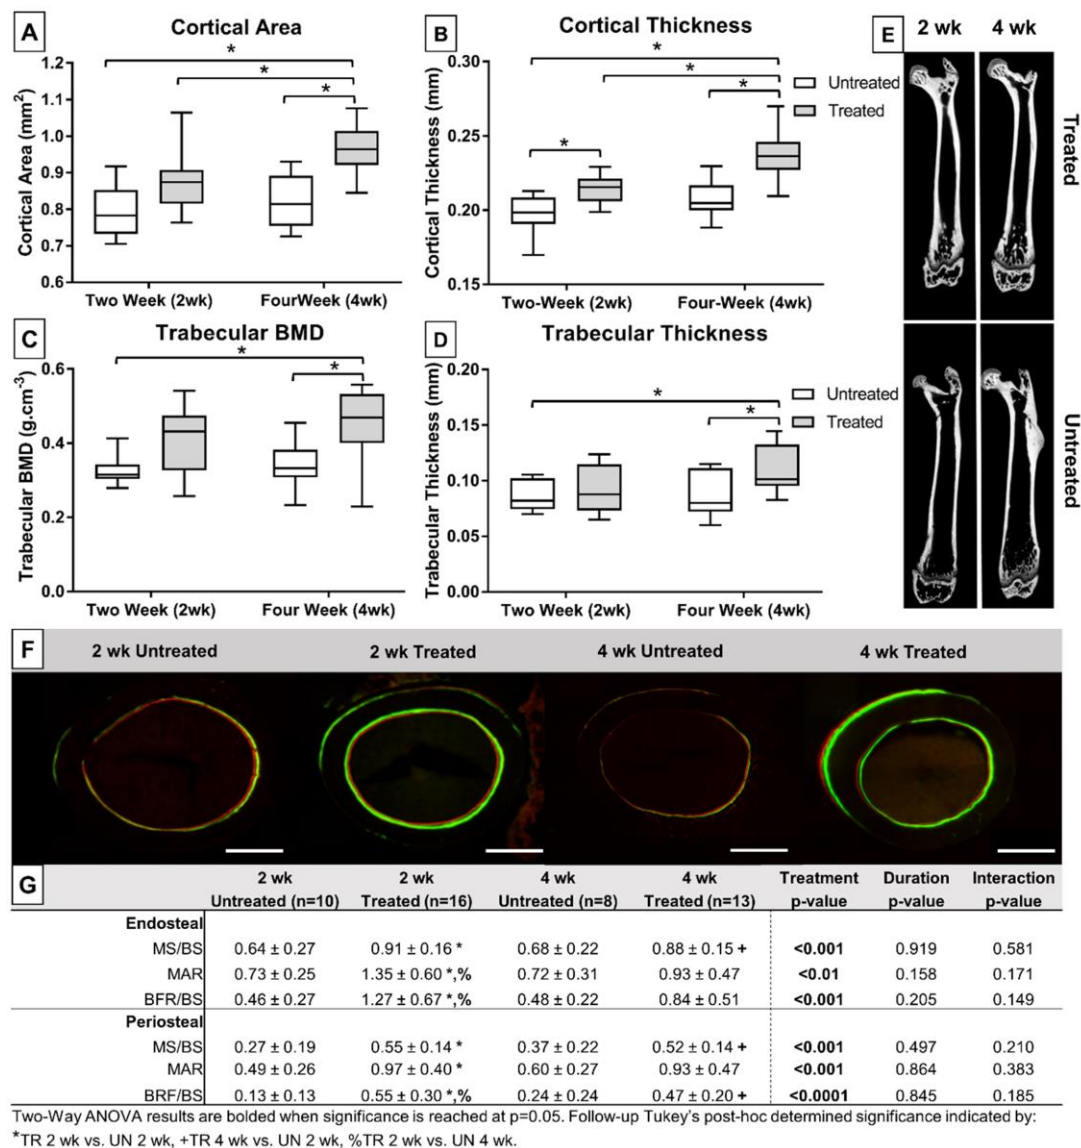 A
Cortical Area
Cortical Area (mm²)
1.2
1.0
0.8
0.6
* * *
Two Week (2wk) FourWeek (4wk)
B
Cortical Thickness
Cortical Thickness (mm)
0.30
0.25
0.20
0.15
* * * *
Two-Week (2wk) Four-Week (4wk)
Untreated
Treated
C
Trabecular BMD
Trabecular BMD (g.cm⁻³)
0.6
0.4
0.2
0.0
* *
Two Week (2wk) Four Week (4wk)
D
Trabecular Thickness
Trabecular Thickness (mm)
0.20
0.15
0.10
0.05
0.00
* *
Two Week (2wk) Four Week (4wk)
Untreated
Treated
E
2 wk 4 wk
Treated
Untreated
F
2 wk Untreated 2 wk Treated 4 wk Untreated 4 wk Treated
G
2 wk 2 wk 4 wk 4 wk Treatment Duration Interaction
Untreated (n=10) Treated (n=16) Untreated (n=8) Treated (n=13) p-value p-value p-value
Endosteal
MS/BS 0.64 ± 0.27 0.91 ± 0.16 * 0.68 ± 0.22 0.88 ± 0.15 + <0.001 0.919 0.581
MAR 0.73 ± 0.25 1.35 ± 0.60 *,% 0.72 ± 0.31 0.93 ± 0.47 <0.01 0.158 0.171
BFR/BS 0.46 ± 0.27 1.27 ± 0.67 *,% 0.48 ± 0.22 0.84 ± 0.51 <0.001 0.205 0.149
Periosteal
MS/BS 0.27 ± 0.19 0.55 ± 0.14 * 0.37 ± 0.22 0.52 ± 0.14 + <0.001 0.497 0.210
MAR 0.49 ± 0.26 0.97 ± 0.40 * 0.60 ± 0.27 0.93 ± 0.47 <0.001 0.864 0.383
BRF/BS 0.13 ± 0.13 0.55 ± 0.30 *,% 0.24 ± 0.24 0.47 ± 0.20 + <0.0001 0.845 0.185
Two-Way ANOVA results are bolded when significance is reached at p=0.05. Follow-up Tukey's post-hoc determined significance indicated by:
*TR 2 wk vs. UN 2 wk, +TR 4 wk vs. UN 2 wk, %TR 2 wk vs. UN 4 wk.